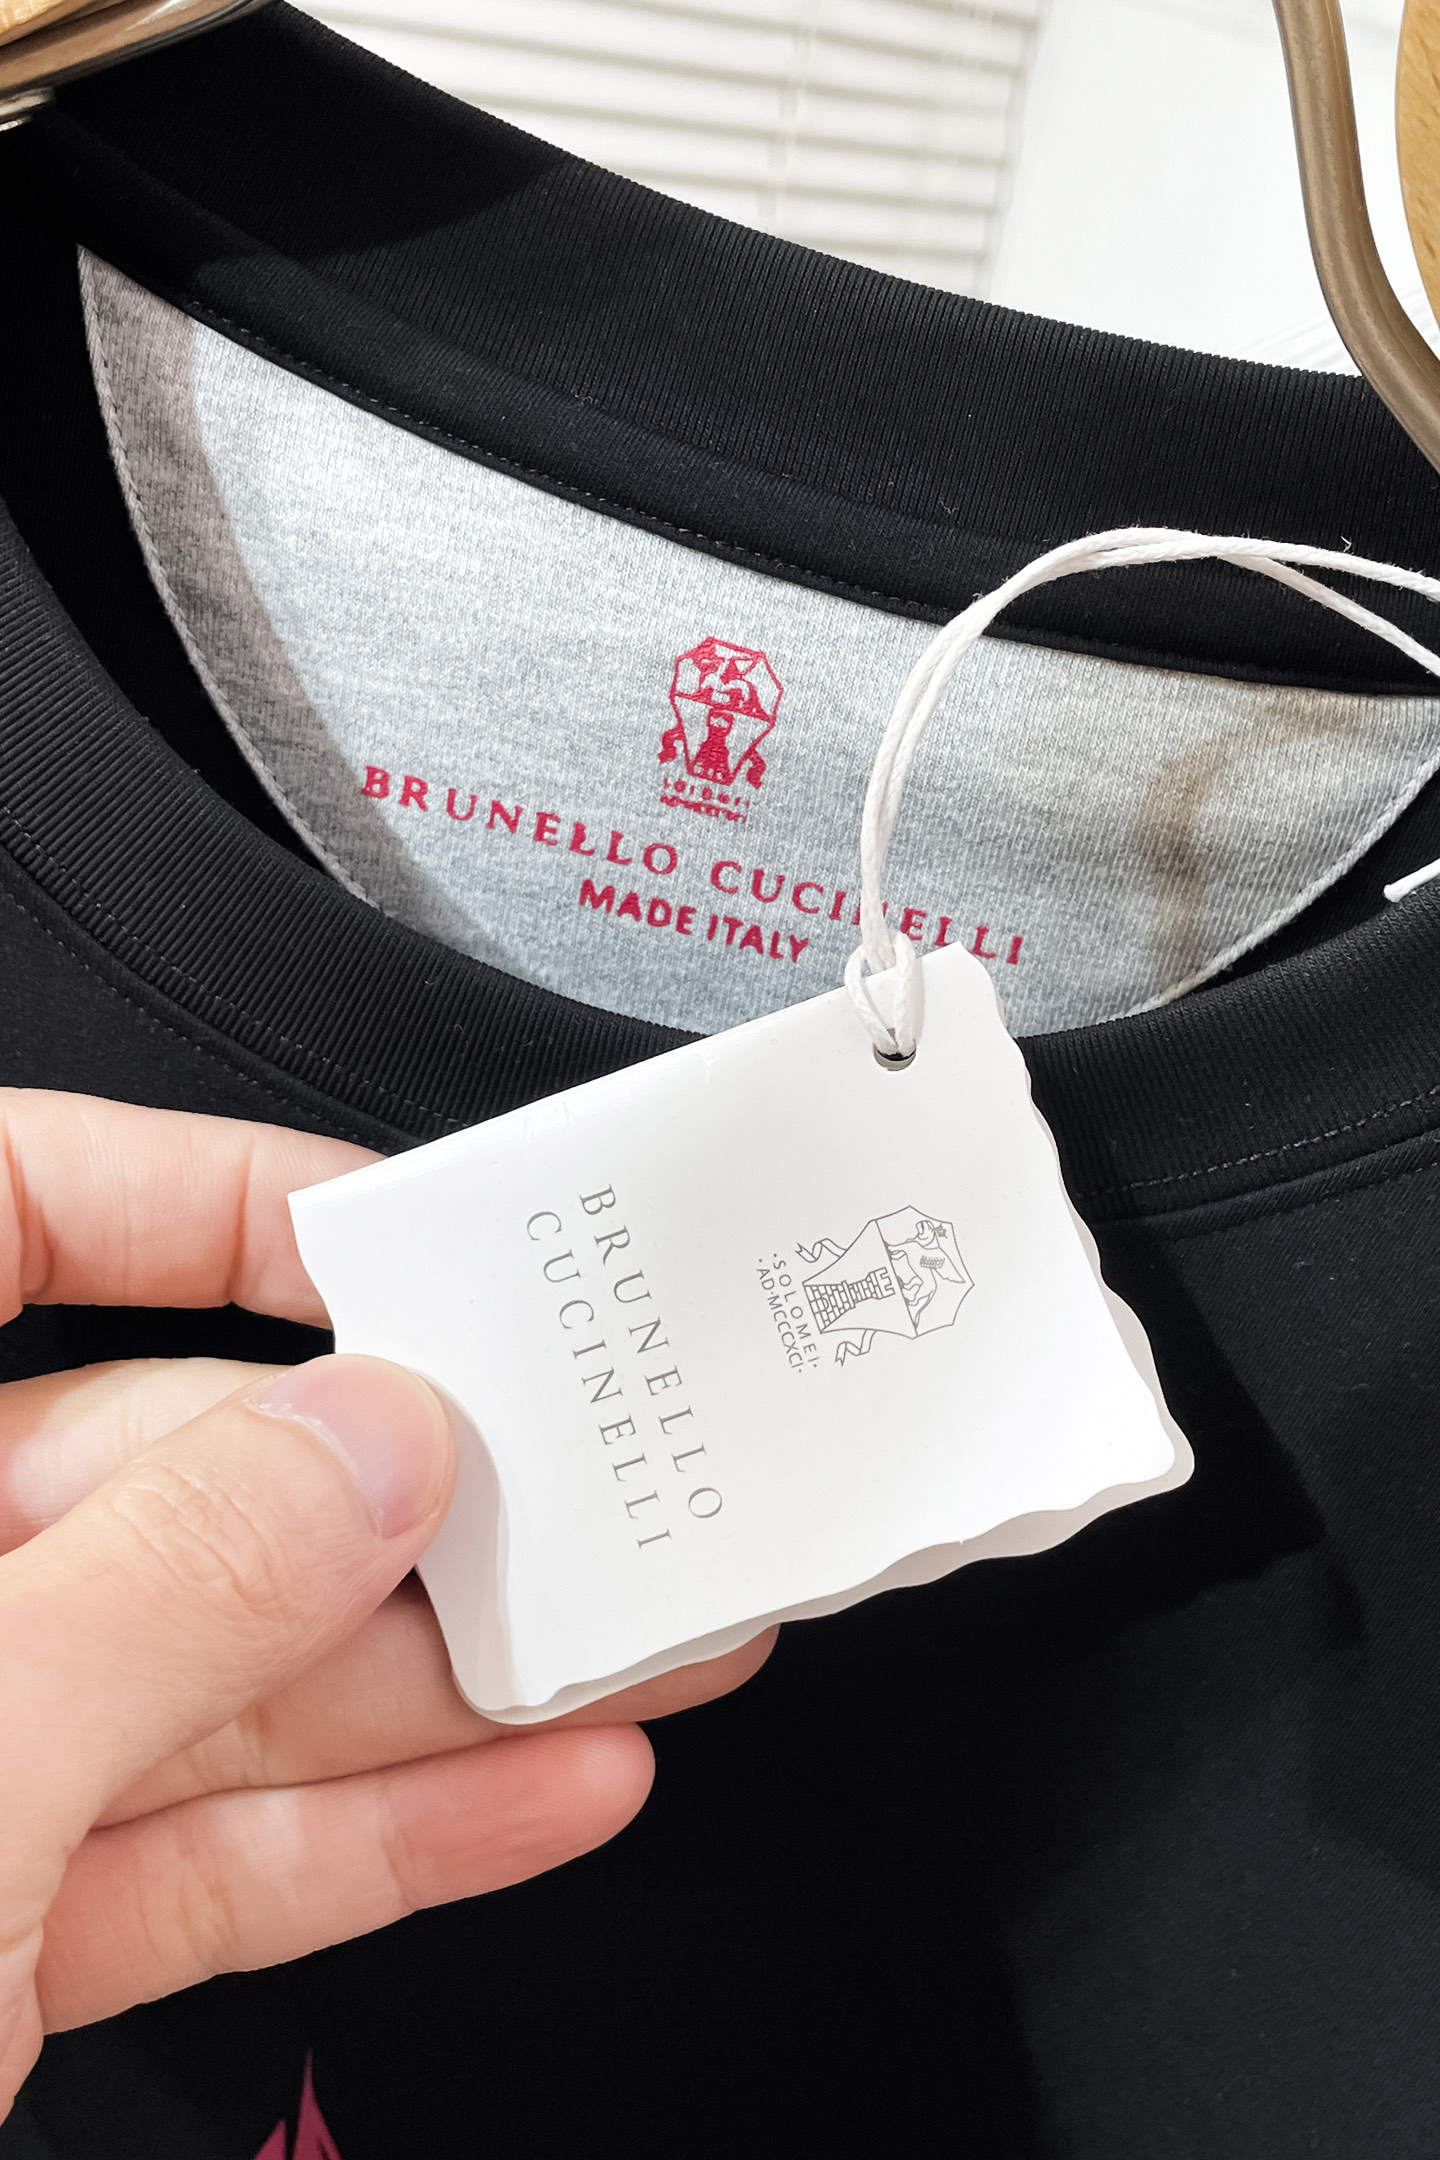 BRUNELLO CUCINELLI
MADE ITALY
·SOLOMEI·
·AD·MCCCXCI·
BRUNELLO
CUCINELLI